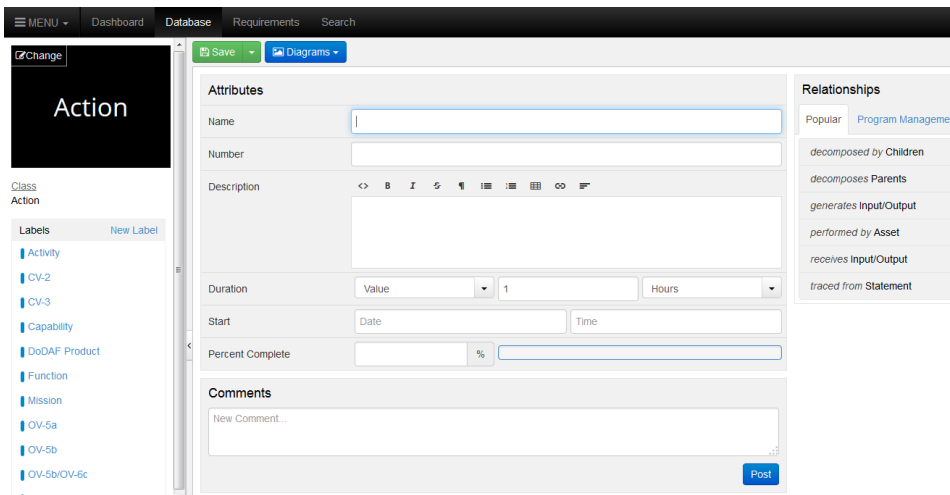 MENU Dashboard Database Requirements Search
Change
Action
Class
Action
Labels New Label
Activity
CV-2
CV-3
Capability
DoDAF Product
Function
Mission
OV-5a
OV-5b
OV-5b/OV-6c
Save Diagrams
Attributes
Name
Number
Description
<> B I S ¶
Duration Value 1 Hours
Start Date Time
Percent Complete %
Comments
New Comment...
Post
Relationships
Popular Program Manageme
decomposed by Children
decomposes Parents
generates Input/Output
performed by Asset
receives Input/Output
traced from Statement